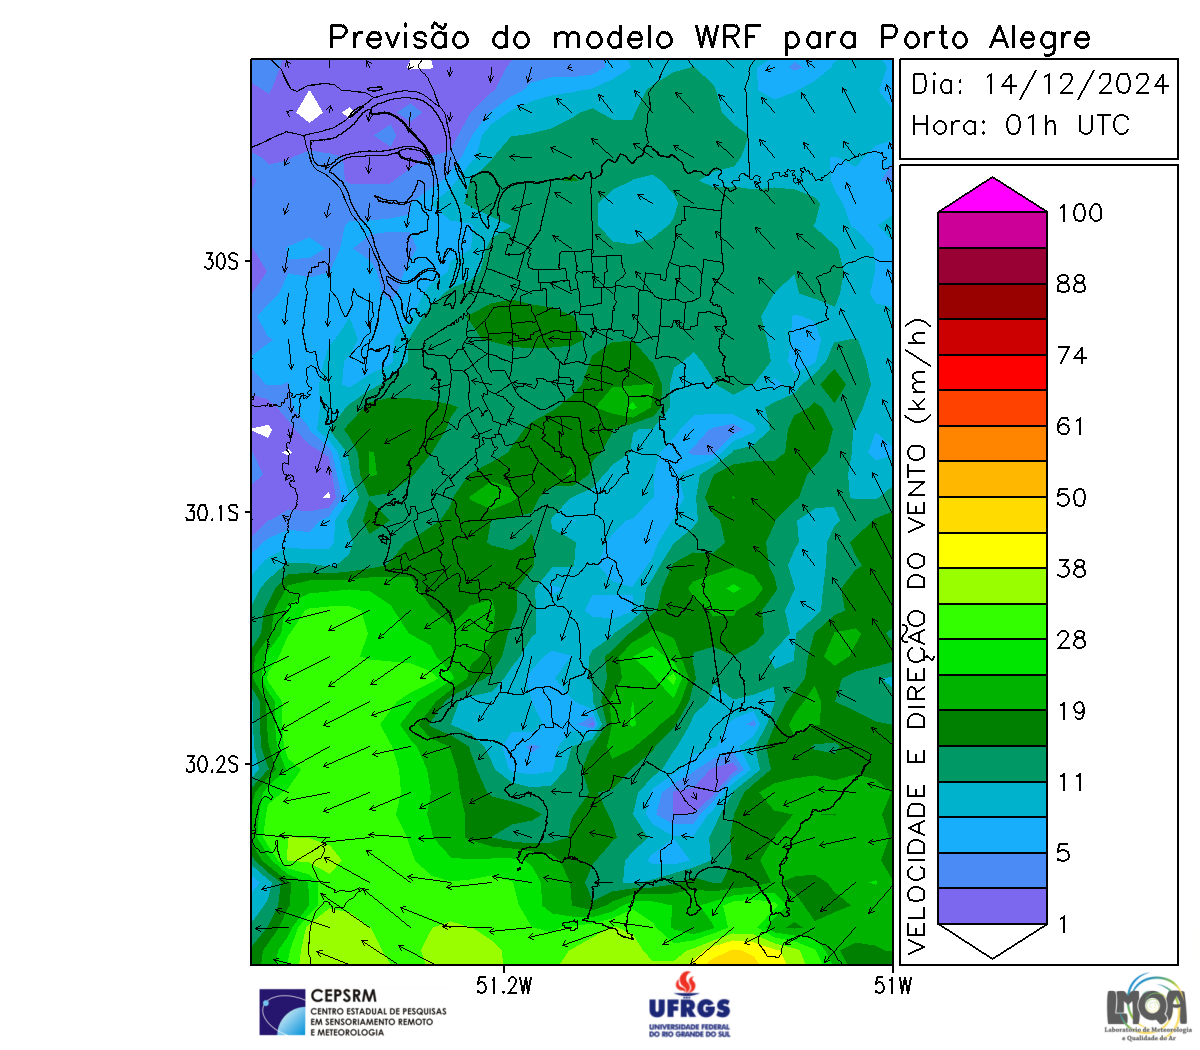 Previsão do modelo WRF para Porto Alegre
Dia: 14/12/2024
Hora: 01h UTC
30S
30.1S
30.2S
51.2W
51W
VELOCIDADE E DIREÇÃO DO VENTO (km/h)
100
88
74
61
50
38
28
19
11
5
1
CEPSRM
CENTRO ESTADUAL DE PESQUISAS
EM SENSORIAMENTO REMOTO
E METEOROLOGIA
UFRGS
UNIVERSIDADE FEDERAL
DO RIO GRANDE DO SUL
LMQA
Laboratório de Meteorologia
e Qualidade do Ar